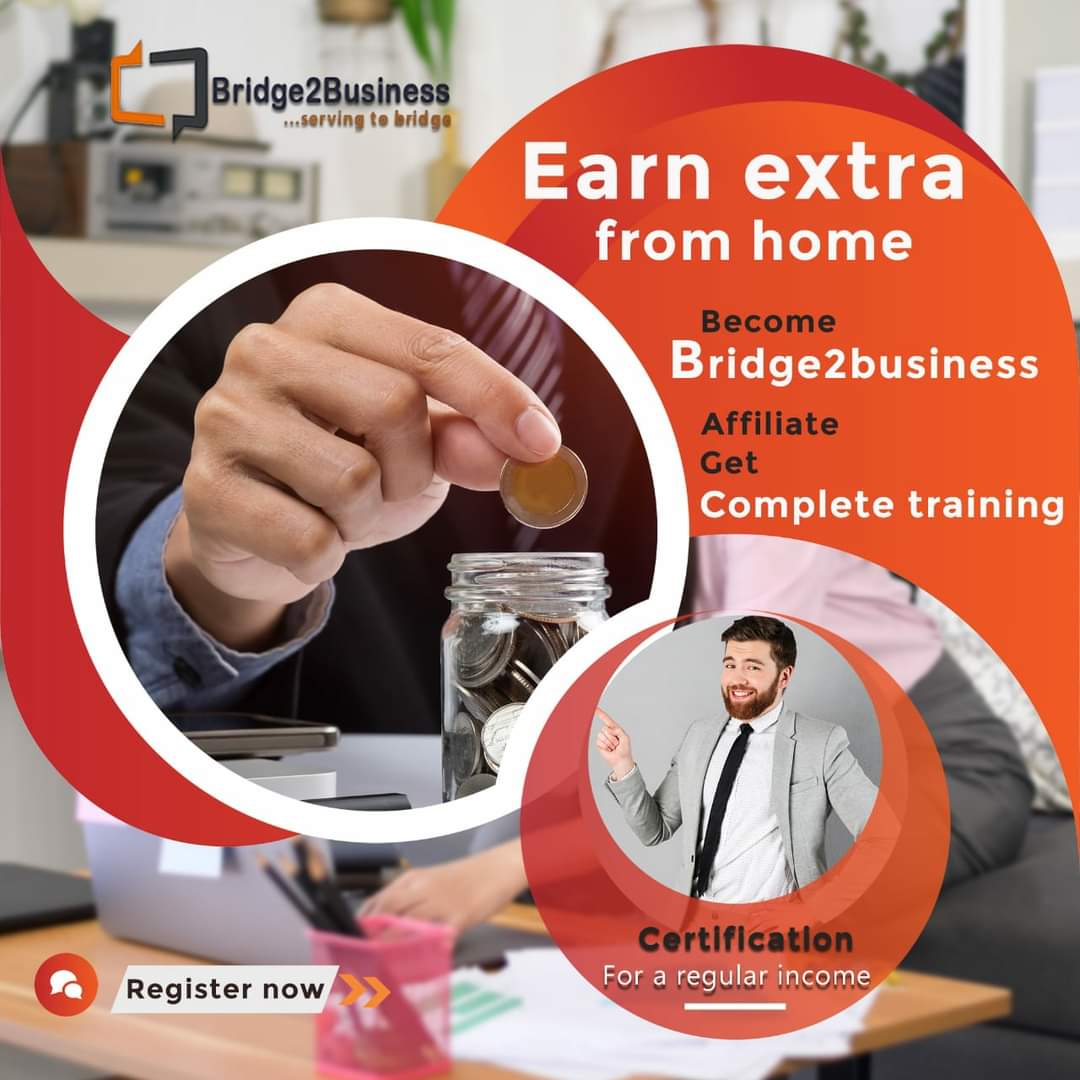 Bridge2Business
...serving to bridge
Earn extra
from home
Become
Bridge2business
Affiliate
Get
Complete training
Certification
For a regular income
Register now